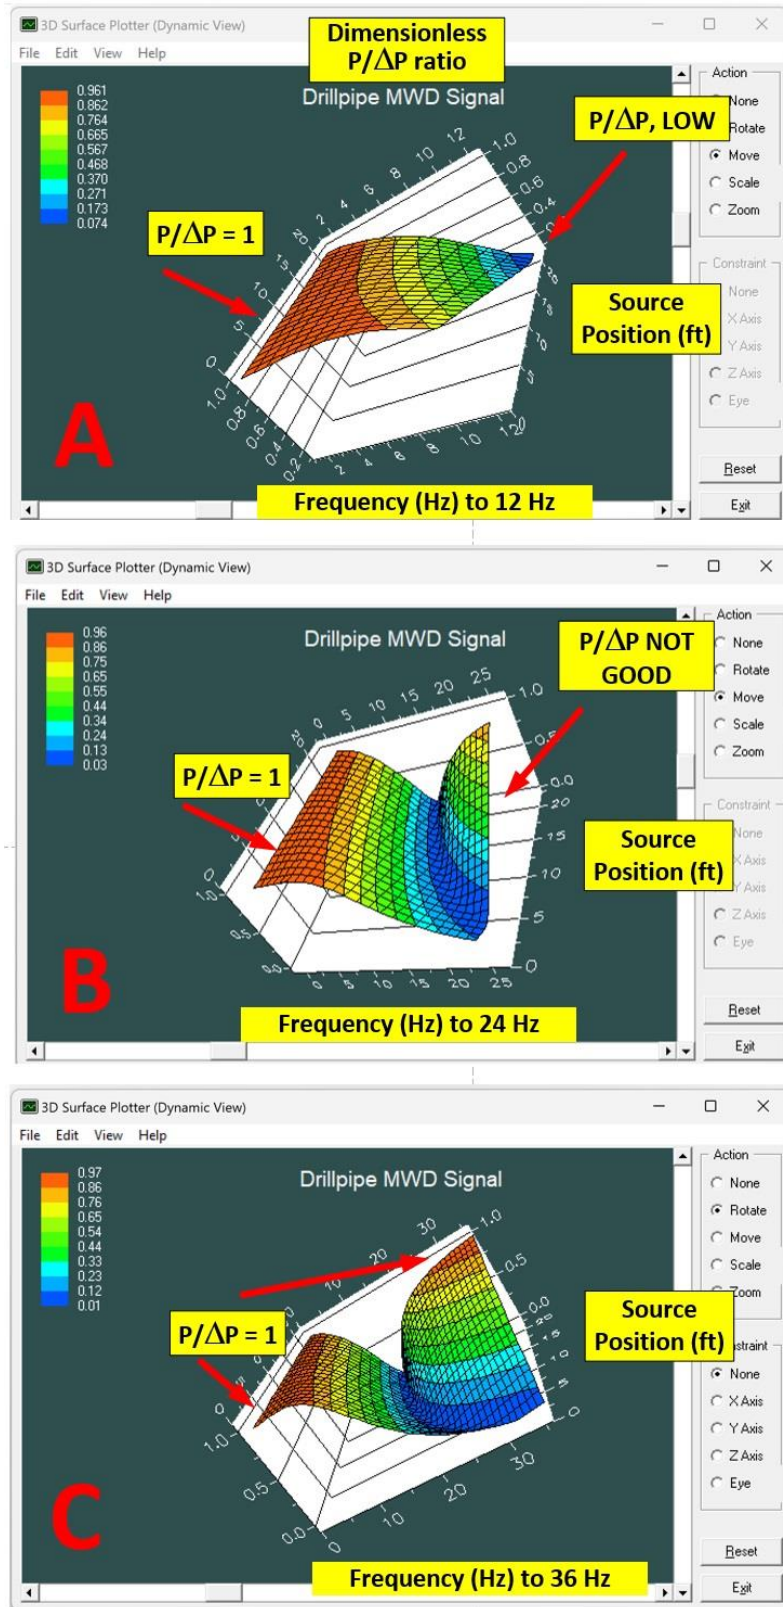 3D Surface Plotter (Dynamic View)
File Edit View Help
Dimensionless
P/ΔP ratio
Drillpipe MWD Signal
0.961
0.862
0.764
0.665
0.567
0.468
0.370
0.271
0.173
0.074
P/ΔP, LOW
P/ΔP = 1
Source
Position (ft)
A
Frequency (Hz) to 12 Hz
Action
None
Rotate
Move
Scale
Zoom
Constraint
None
X Axis
Y Axis
Z Axis
Eye
Reset
Exit
3D Surface Plotter (Dynamic View)
File Edit View Help
Drillpipe MWD Signal
0.96
0.86
0.75
0.65
0.55
0.44
0.34
0.24
0.13
0.03
P/ΔP NOT
GOOD
P/ΔP = 1
Source
Position (ft)
B
Frequency (Hz) to 24 Hz
Action
None
Rotate
Move
Scale
Zoom
Constraint
None
X Axis
Y Axis
Z Axis
Eye
Reset
Exit
3D Surface Plotter (Dynamic View)
File Edit View Help
Drillpipe MWD Signal
0.97
0.86
0.76
0.65
0.54
0.44
0.33
0.23
0.12
0.01
P/ΔP = 1
Source
Position (ft)
C
Frequency (Hz) to 36 Hz
Action
None
Rotate
Move
Scale
Zoom
None
X Axis
Y Axis
Z Axis
Eye
Reset
Exit